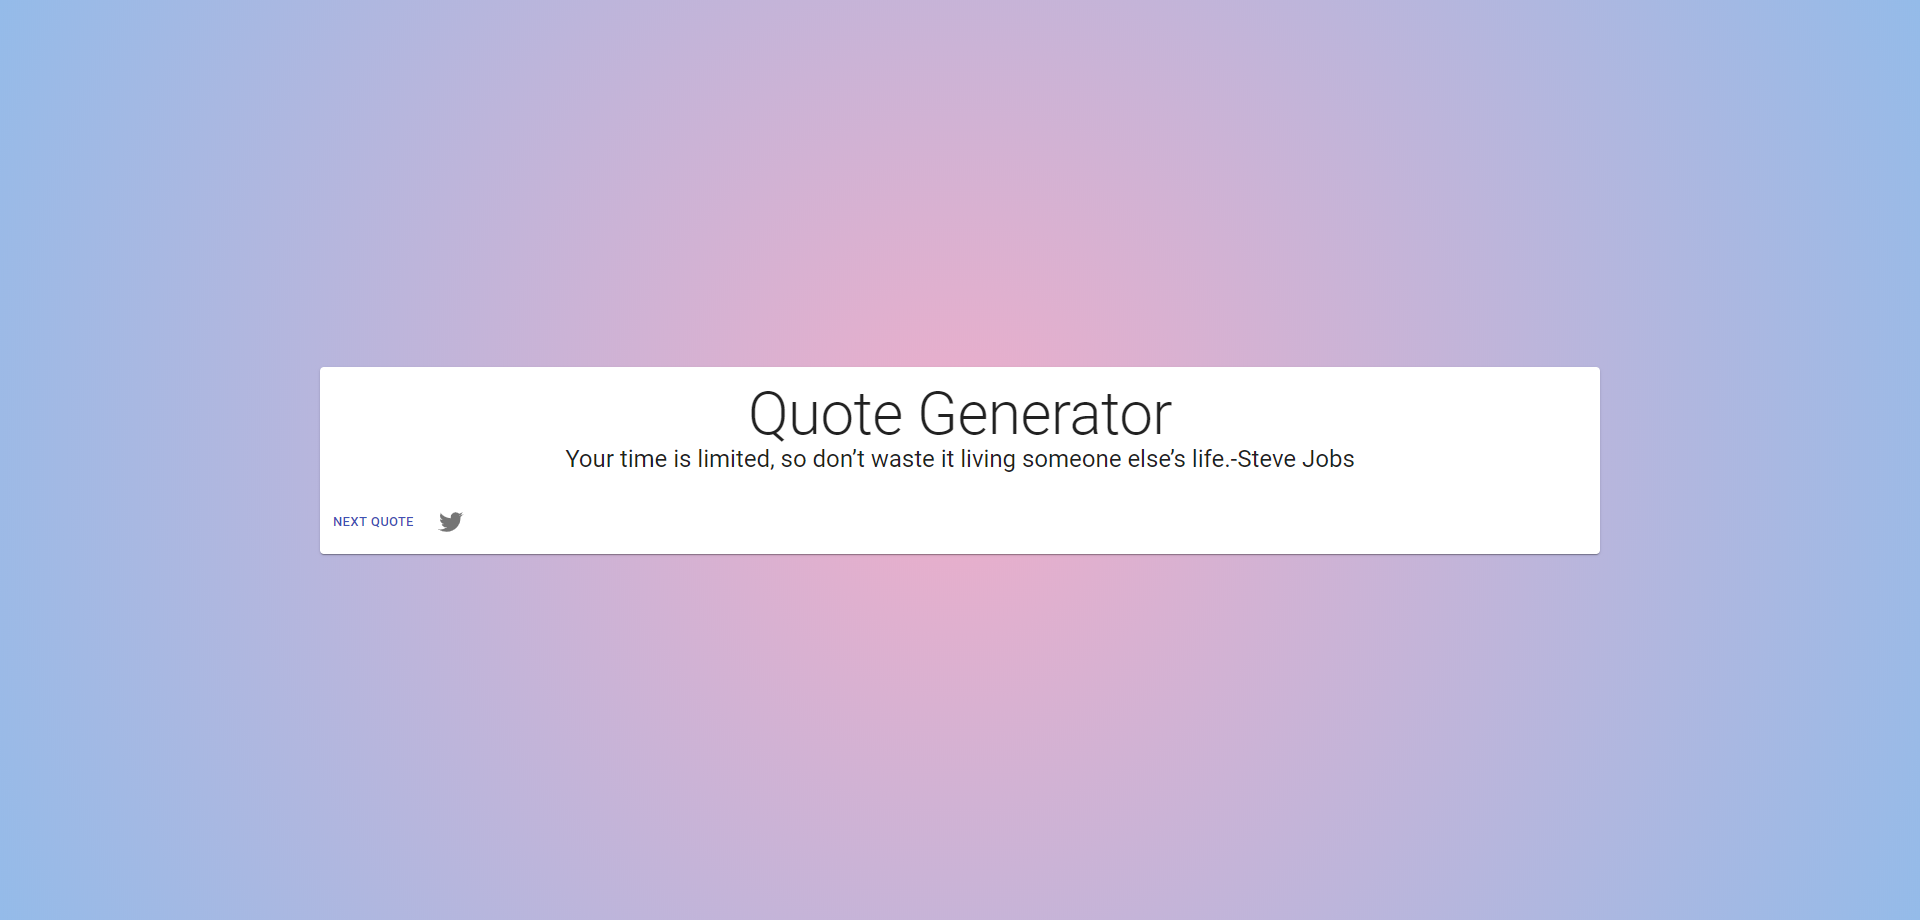 Quote Generator
Your time is limited, so don’t waste it living someone else’s life.-Steve Jobs
NEXT QUOTE